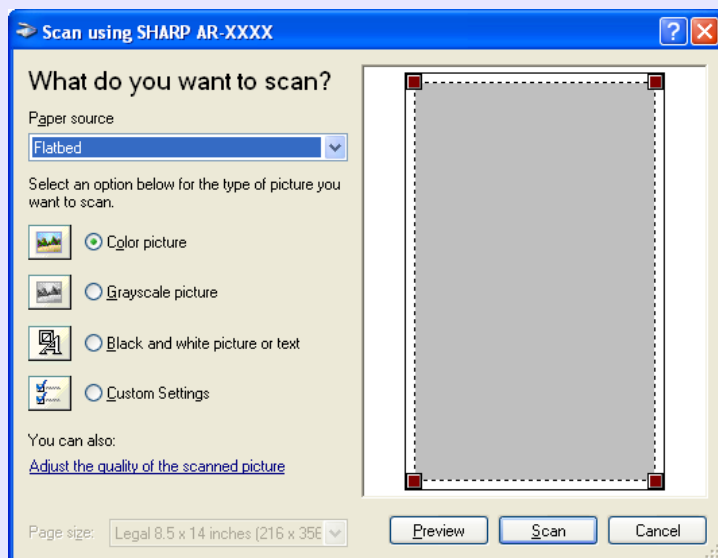 Scan using SHARP AR-XXXX
What do you want to scan?
Paper source
Flatbed
Select an option below for the type of picture you
want to scan.
Color picture
Grayscale picture
Black and white picture or text
Custom Settings
You can also:
Adjust the quality of the scanned picture
Page size: Legal 8.5 x 14 inches (216 x 356
Preview Scan Cancel